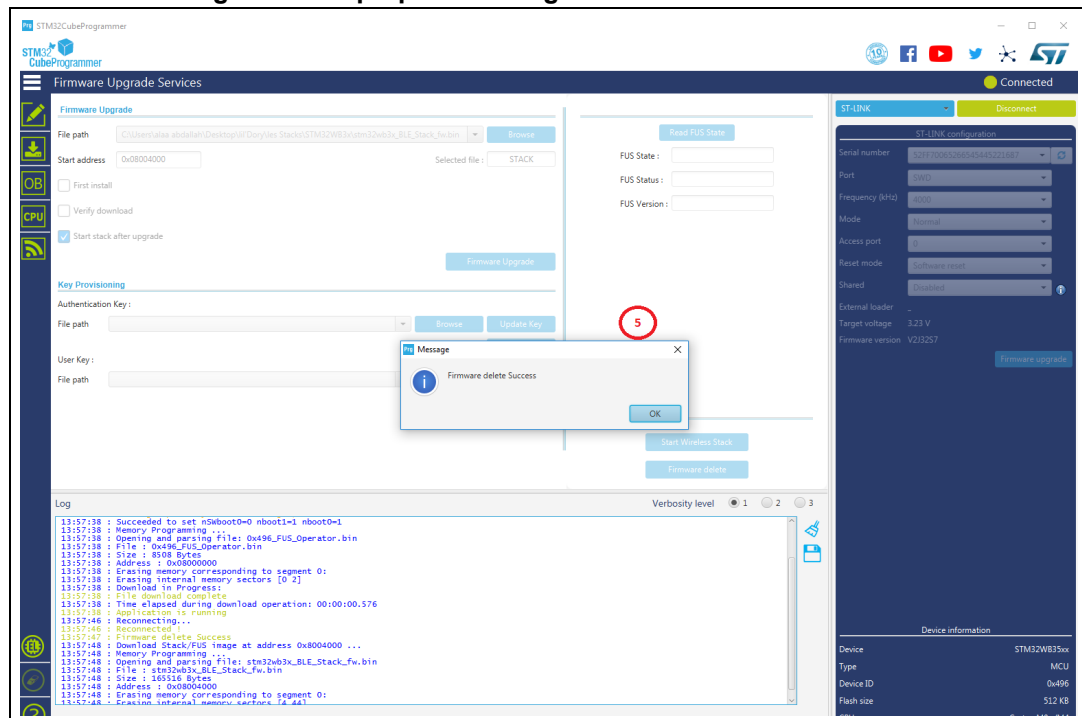 STM32CubeProgrammer
STM32
CubeProgrammer
Firmware Upgrade Services
Connected
Firmware Upgrade
File path
Browse
Start address 0x08004000 Selected file : STACK
First install
Verify download
Start stack after upgrade
Firmware Upgrade
Key Provisioning
Authentication Key :
File path Browse Update Key
User Key :
File path
Read FUS State
FUS State :
FUS Status :
FUS Version :
5
Message
Firmware delete Success
OK
Start Wireless Stack
Firmware delete
ST-LINK Disconnect
ST-LINK configuration
Serial number
Port SWD
Frequency (kHz) 4000
Mode Normal
Access port 0
Reset mode Software reset
Shared Disabled
External loader -
Target voltage 3.23 V
Firmware version V2J32S7
Firmware upgrade
Log Verbosity level 1 2 3
13:57:38 : Succeeded to set nSWboot0=0 nboot1=1 nboot0=1
13:57:38 : Memory Programming ...
13:57:38 : Opening and parsing file: 0x496_FUS_Operator.bin
13:57:38 : File : 0x496_FUS_Operator.bin
13:57:38 : Size : 8508 Bytes
13:57:38 : Address : 0x08000000
13:57:38 : Erasing memory corresponding to segment 0:
13:57:38 : Erasing internal memory sectors [0 2]
13:57:38 : Download in Progress:
13:57:38 : File download complete
13:57:38 : Time elapsed during download operation: 00:00:00.576
13:57:38 : Application is running
13:57:46 : Reconnecting...
13:57:46 : Reconnected !
13:57:47 : Firmware delete Success
13:57:48 : Download Stack/FUS image at address 0x8004000 ...
13:57:48 : Memory Programming ...
13:57:48 : Opening and parsing file: stm32wb3x_BLE_Stack_fw.bin
13:57:48 : File : stm32wb3x_BLE_Stack_fw.bin
13:57:48 : Size : 165516 Bytes
13:57:48 : Address : 0x08004000
13:57:48 : Erasing memory corresponding to segment 0:
13:57:48 : Erasing internal memory sectors [4 44]
Device information
Device STM32WB35xx
Type MCU
Device ID 0x496
Flash size 512 KB